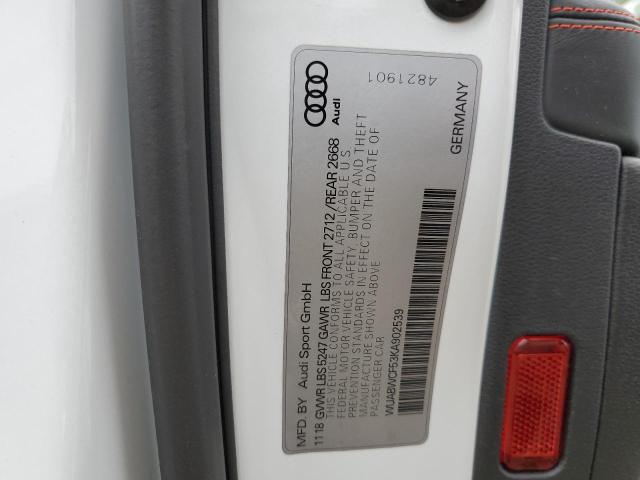 MFD. BY Audi Sport GmbH
Audi
11 18 GVWR LBS 5247 GAWR LBS FRONT 2712 /REAR 2668
THIS VEHICLE CONFORMS TO ALL APPLICABLE U.S.
FEDERAL MOTOR VEHICLE SAFETY, BUMPER AND THEFT
PREVENTION STANDARDS IN EFFECT ON THE DATE OF
MANUFACTURE SHOWN ABOVE
PASSENGER CAR
WUABWCF53KA902539
4821901
GERMANY